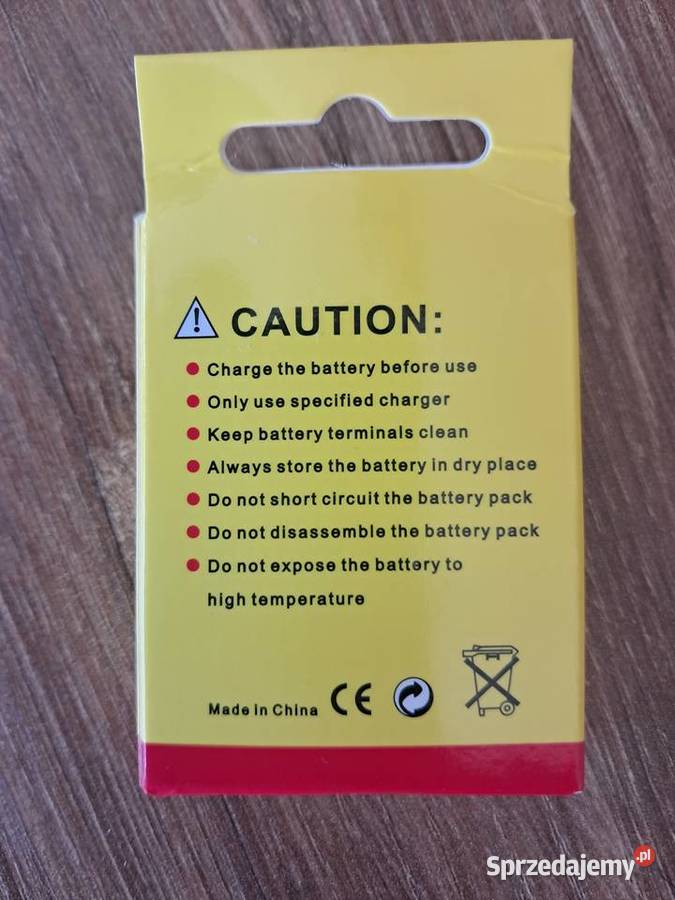 CAUTION:
Charge the battery before use
Only use specified charger
Keep battery terminals clean
Always store the battery in dry place
Do not short circuit the battery pack
Do not disassemble the battery pack
Do not expose the battery to
high temperature
Made in China CE
Sprzedajemy.pl